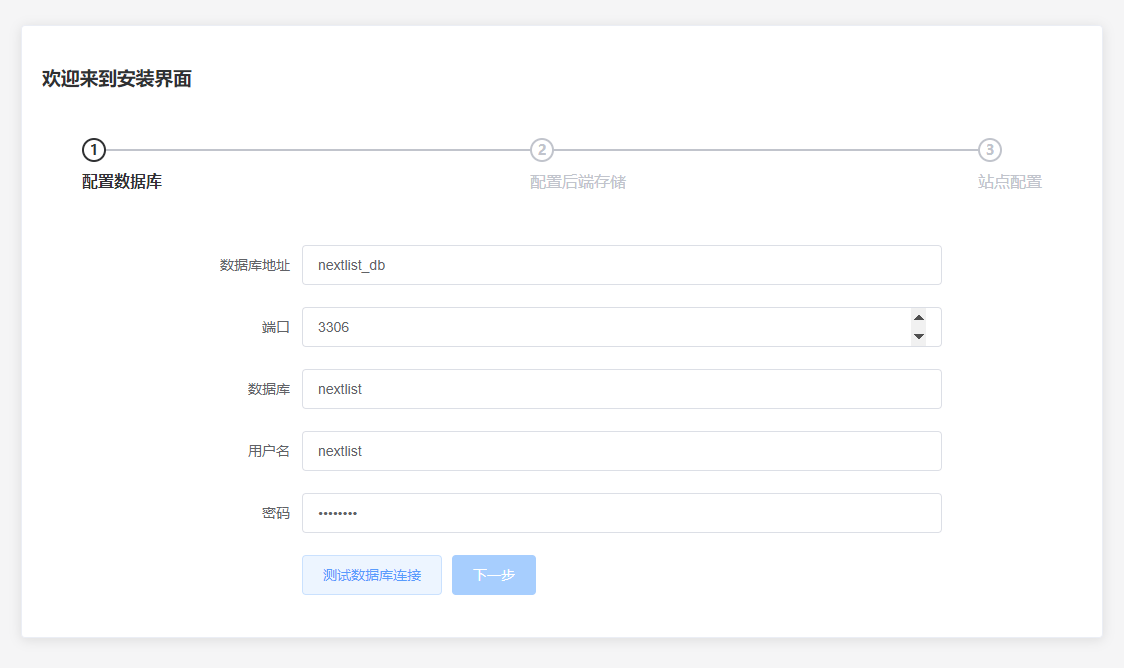 欢迎来到安装界面
1
2
3
配置数据库
配置后端存储
站点配置
数据库地址 nextlist_db
端口 3306
数据库 nextlist
用户名 nextlist
密码 ••••••••
测试数据库连接 下一步